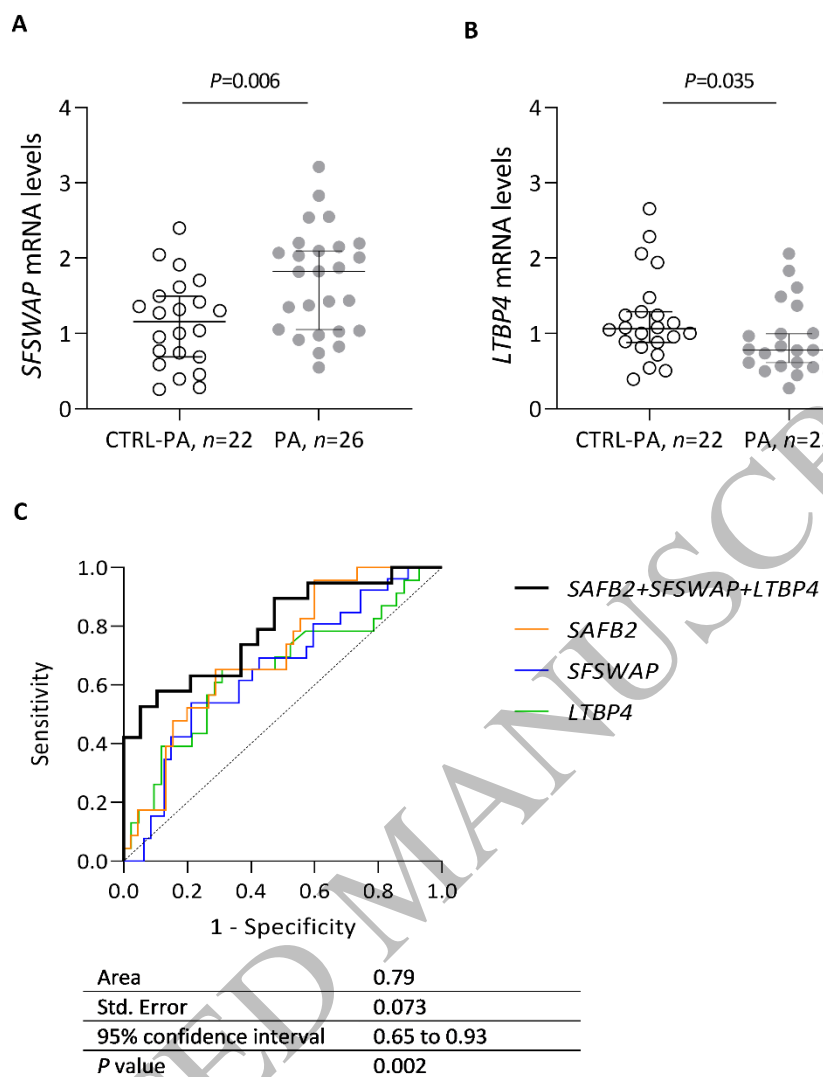 A
P=0.006
SFSWAP mRNA levels
4
3
2
1
0
CTRL-PA, n=22 PA, n=26
B
P=0.035
LTBP4 mRNA levels
4
3
2
1
0
CTRL-PA, n=22 PA, n=2
C
Sensitivity
1.0
0.8
0.6
0.4
0.2
0.0
0.0 0.2 0.4 0.6 0.8 1.0
1 - Specificity
SAFB2+SFSWAP+LTBP4
SAFB2
SFSWAP
LTBP4
Area 0.79
Std. Error 0.073
95% confidence interval 0.65 to 0.93
P value 0.002
ED MANUSCR